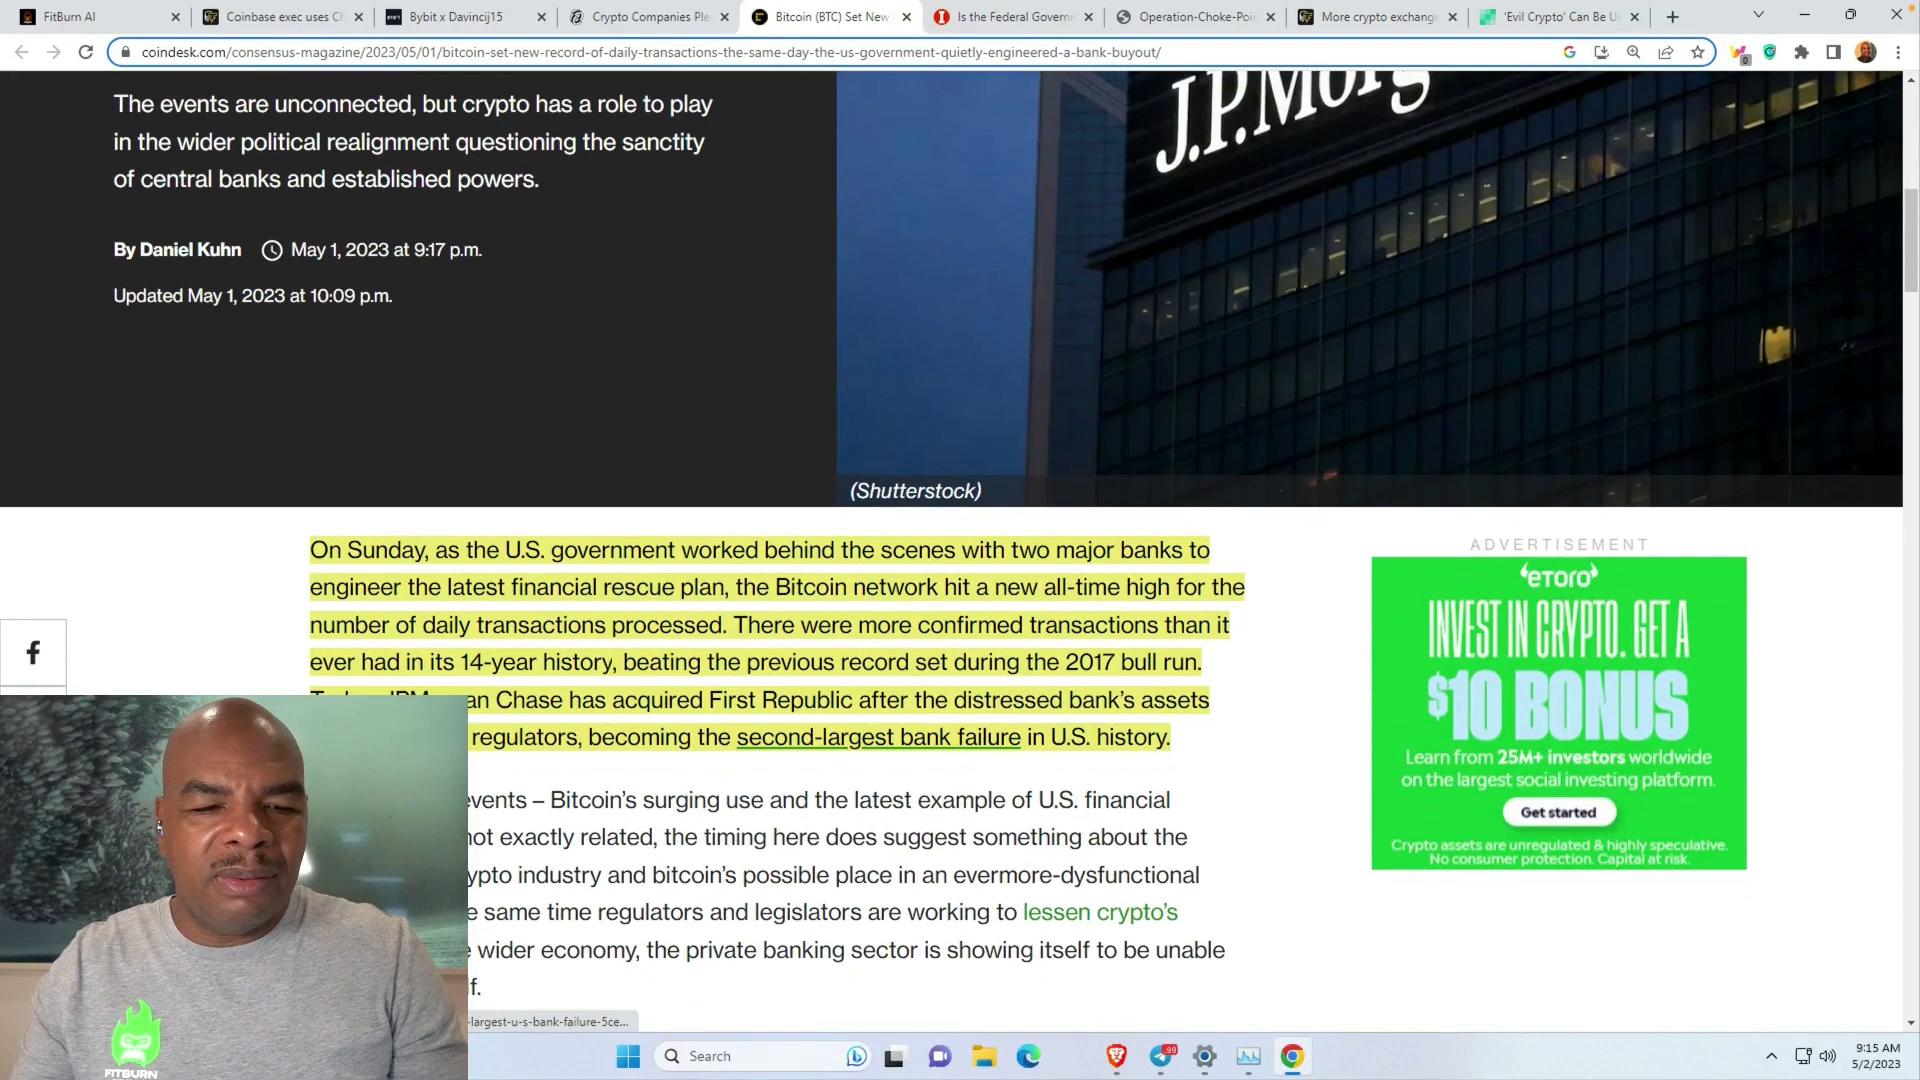 FitBurn AI
Coinbase exec uses Ch
Bybit x Davincij15
Crypto Companies Ple
Bitcoin (BTC) Set New
Is the Federal Govern
Operation-Choke-Poi
More crypto exchange
'Evil Crypto' Can Be U
coindesk.com/consensus-magazine/2023/05/01/bitcoin-set-new-record-of-daily-transactions-the-same-day-the-us-government-quietly-engineered-a-bank-buyout/
0
The events are unconnected, but crypto has a role to play
in the wider political realignment questioning the sanctity
of central banks and established powers.
By Daniel Kuhn May 1, 2023 at 9:17 p.m.
Updated May 1, 2023 at 10:09 p.m.
J.P.Morg
(Shutterstock)
On Sunday, as the U.S. government worked behind the scenes with two major banks to
engineer the latest financial rescue plan, the Bitcoin network hit a new all-time high for the
number of daily transactions processed. There were more confirmed transactions than it
ever had in its 14-year history, beating the previous record set during the 2017 bull run.
an Chase has acquired First Republic after the distressed bank's assets
regulators, becoming the second-largest bank failure in U.S. history.
events – Bitcoin's surging use and the latest example of U.S. financial
not exactly related, the timing here does suggest something about the
ypto industry and bitcoin's possible place in an evermore-dysfunctional
e same time regulators and legislators are working to lessen crypto's
e wider economy, the private banking sector is showing itself to be unable
f.
ADVERTISEMENT
eToro
INVEST IN CRYPTO. GET A
$10 BONUS
Learn from 25M+ investors worldwide
on the largest social investing platform.
Get started
Crypto assets are unregulated & highly speculative.
No consumer protection. Capital at risk.
-largest-u-s-bank-failure-5ce...
FITBURN
Search
99
9:15 AM
5/2/2023